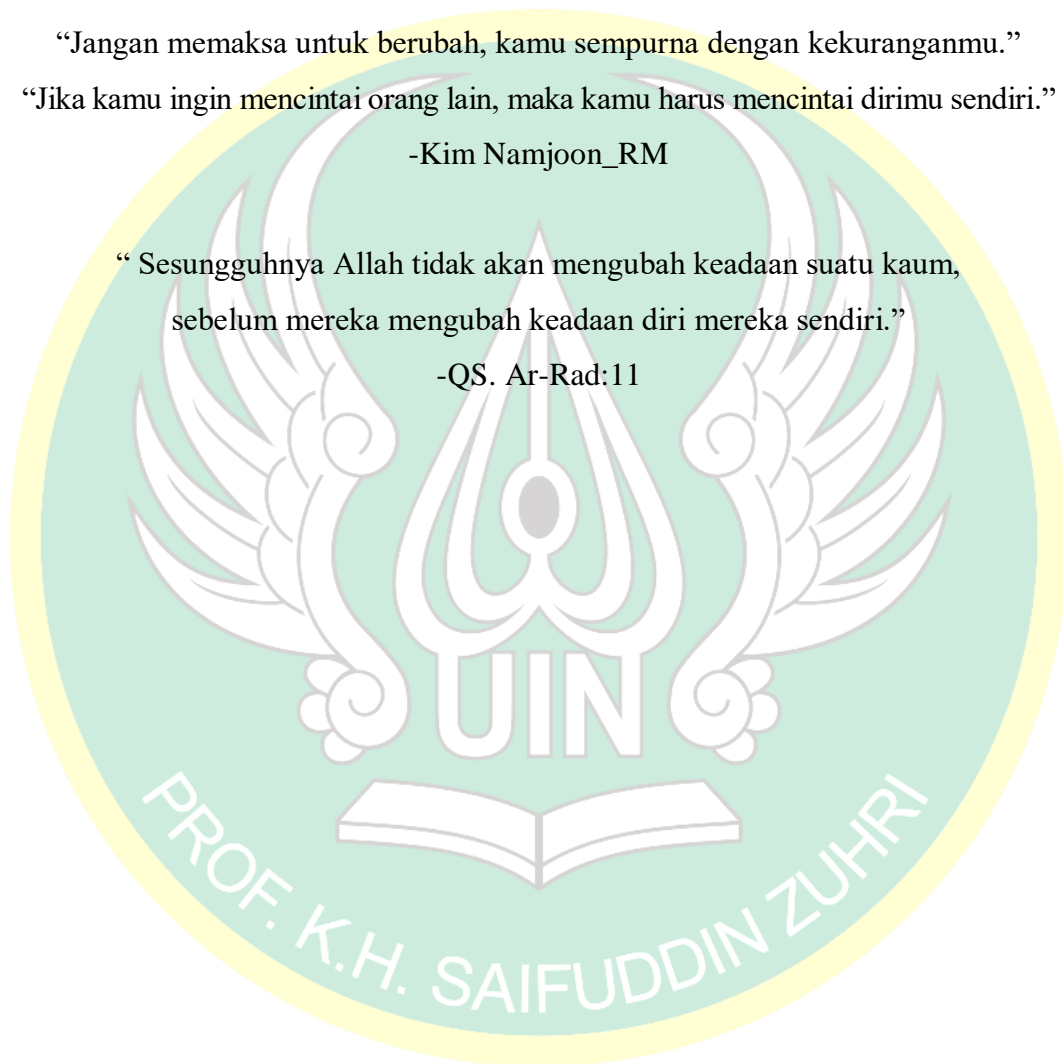 “Jangan memaksa untuk berubah, kamu sempurna dengan kekuranganmu.”
“Jika kamu ingin mencintai orang lain, maka kamu harus mencintai dirimu sendiri.”
-Kim Namjoon_RM
“ Sesungguhnya Allah tidak akan mengubah keadaan suatu kaum,
sebelum mereka mengubah keadaan diri mereka sendiri.”
-QS. Ar-Rad:11
UIN
PROF. K.H. SAIFUDDIN ZUHRI